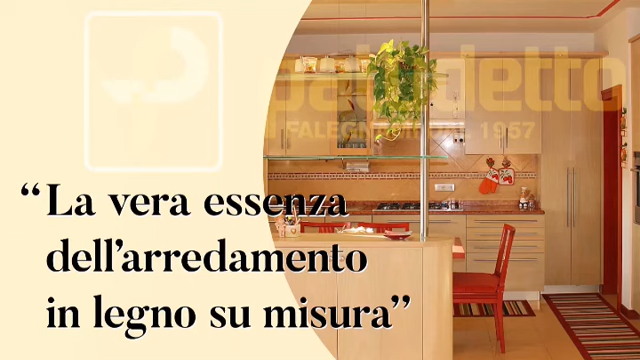 “La vera essenza
dell’arredamento
in legno su misura”